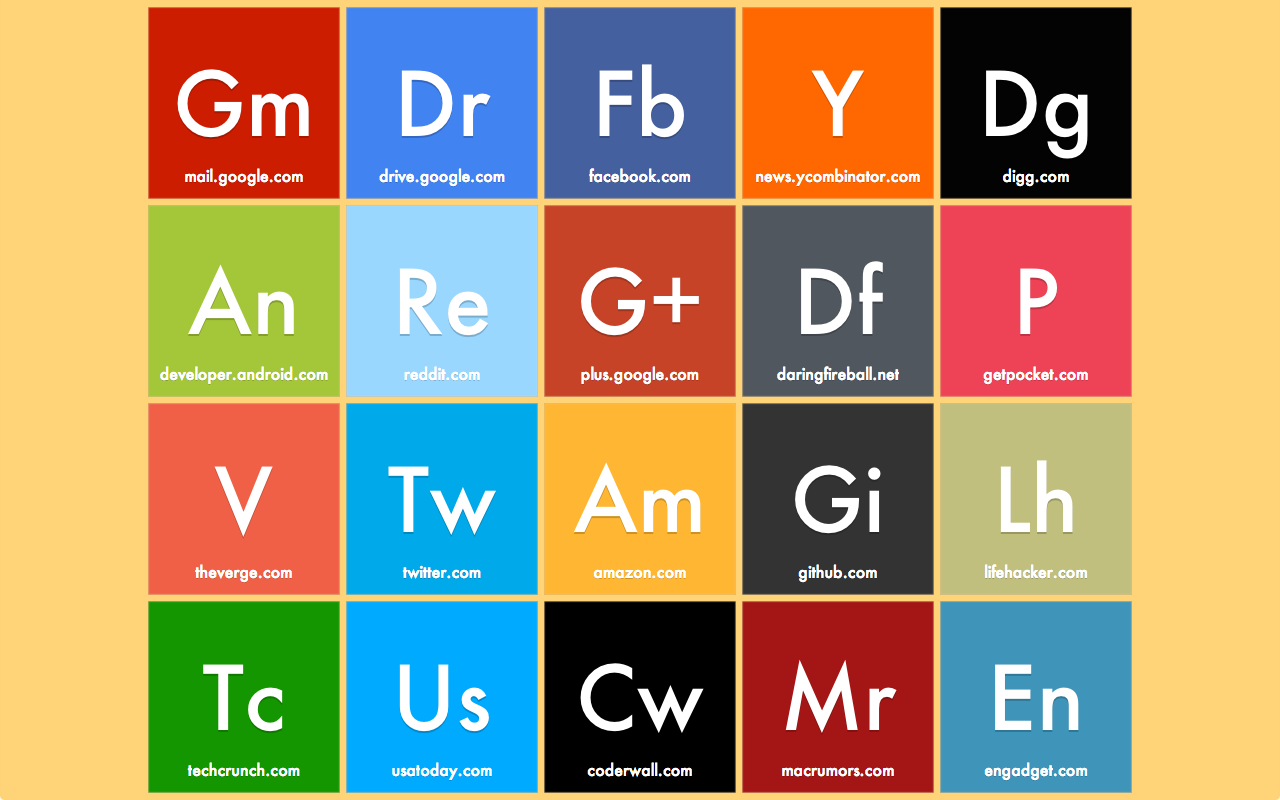 Gm
mail.google.com
Dr
drive.google.com
Fb
facebook.com
Y
news.ycombinator.com
Dg
digg.com
An
developer.android.com
Re
reddit.com
G+
plus.google.com
Df
daringfireball.net
P
getpocket.com
V
theverge.com
Tw
twitter.com
Am
amazon.com
Gi
github.com
Lh
lifehacker.com
Tc
techcrunch.com
Us
usatoday.com
Cw
coderwall.com
Mr
macrumors.com
En
engadget.com